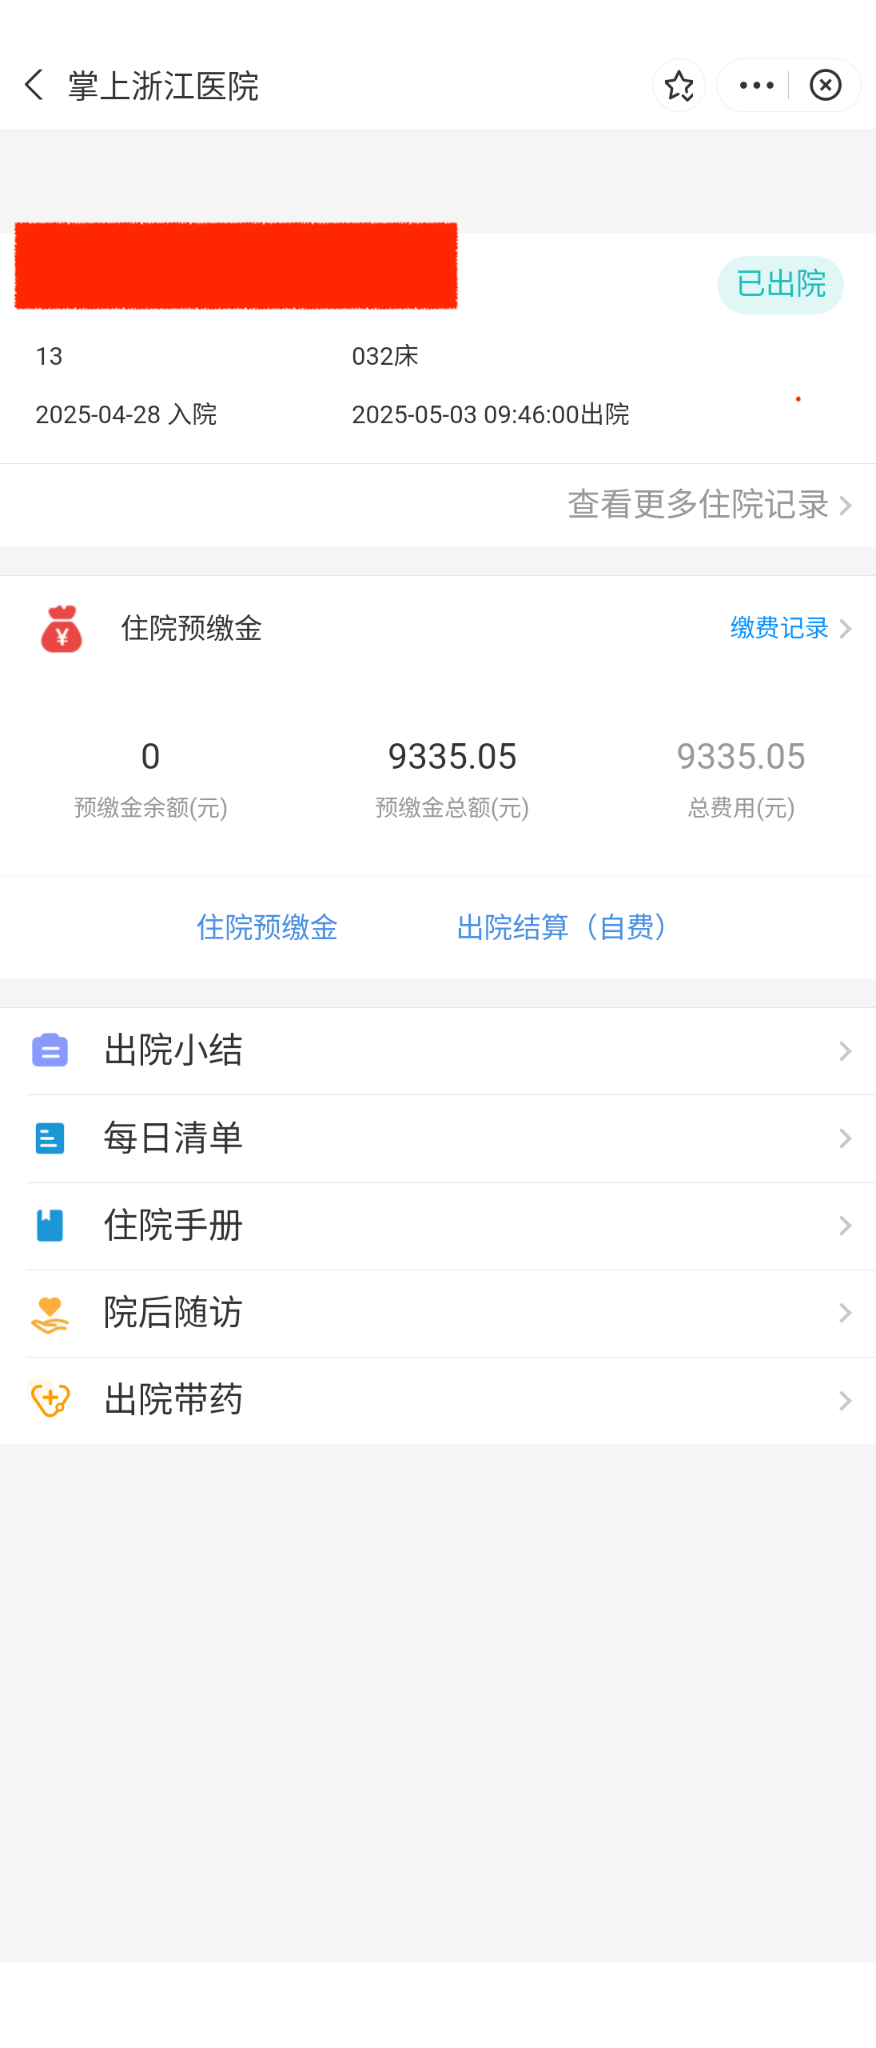 掌上浙江医院
已出院
13 032床
2025-04-28 入院 2025-05-03 09:46:00出院
查看更多住院记录
住院预缴金 缴费记录
0 9335.05 9335.05
预缴金余额(元) 预缴金总额(元) 总费用(元)
住院预缴金 出院结算（自费）
出院小结
每日清单
住院手册
院后随访
出院带药